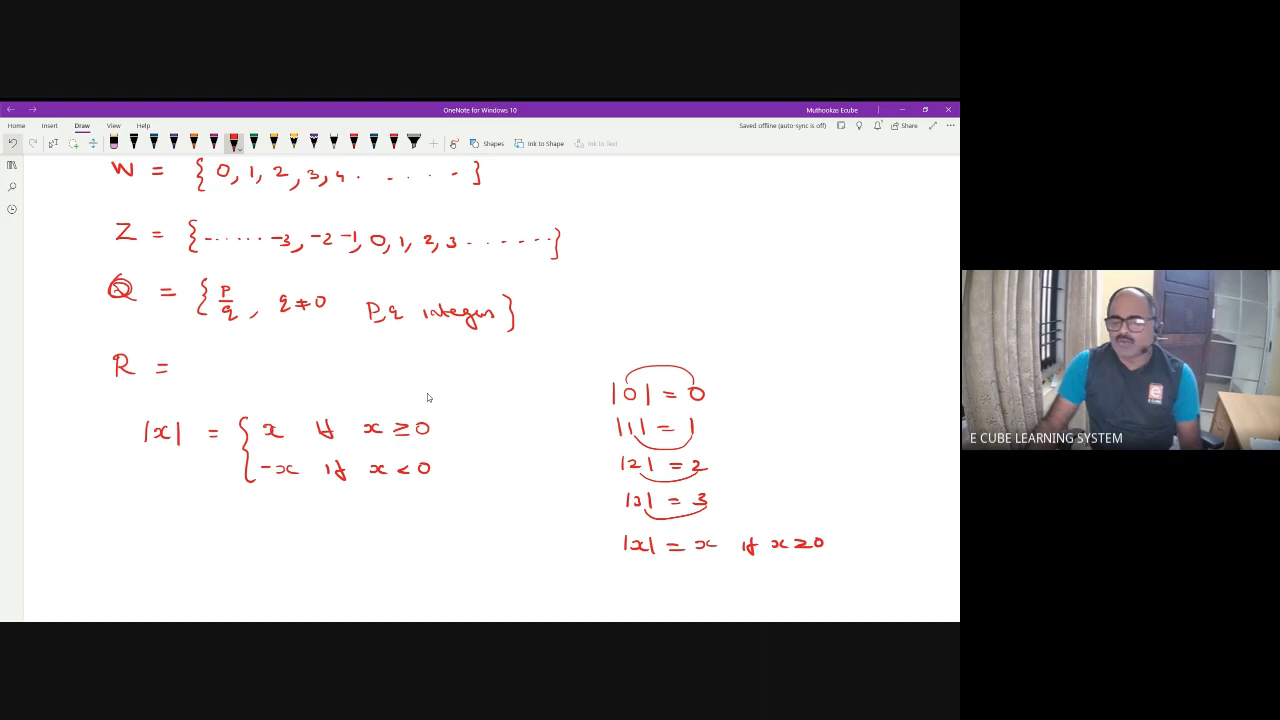 OneNote for Windows 10
Muthookas Ecube
Home Insert Draw View Help
Saved offline (auto-sync is off)
Share
Shapes
Ink to Shape
Ink to Text
W = { 0, 1, 2, 3, 4 . . . . . . }
Z = { ...... -3, -2 -1, 0, 1, 2, 3 ....... }
Q = { P/q, q ≠ 0 P,q integers }
R =
|x| = { x if x ≥ 0
-x if x < 0
|0| = 0
|1| = 1
|2| = 2
|3| = 3
|x| = x if x ≥ 0
E CUBE LEARNING SYSTEM